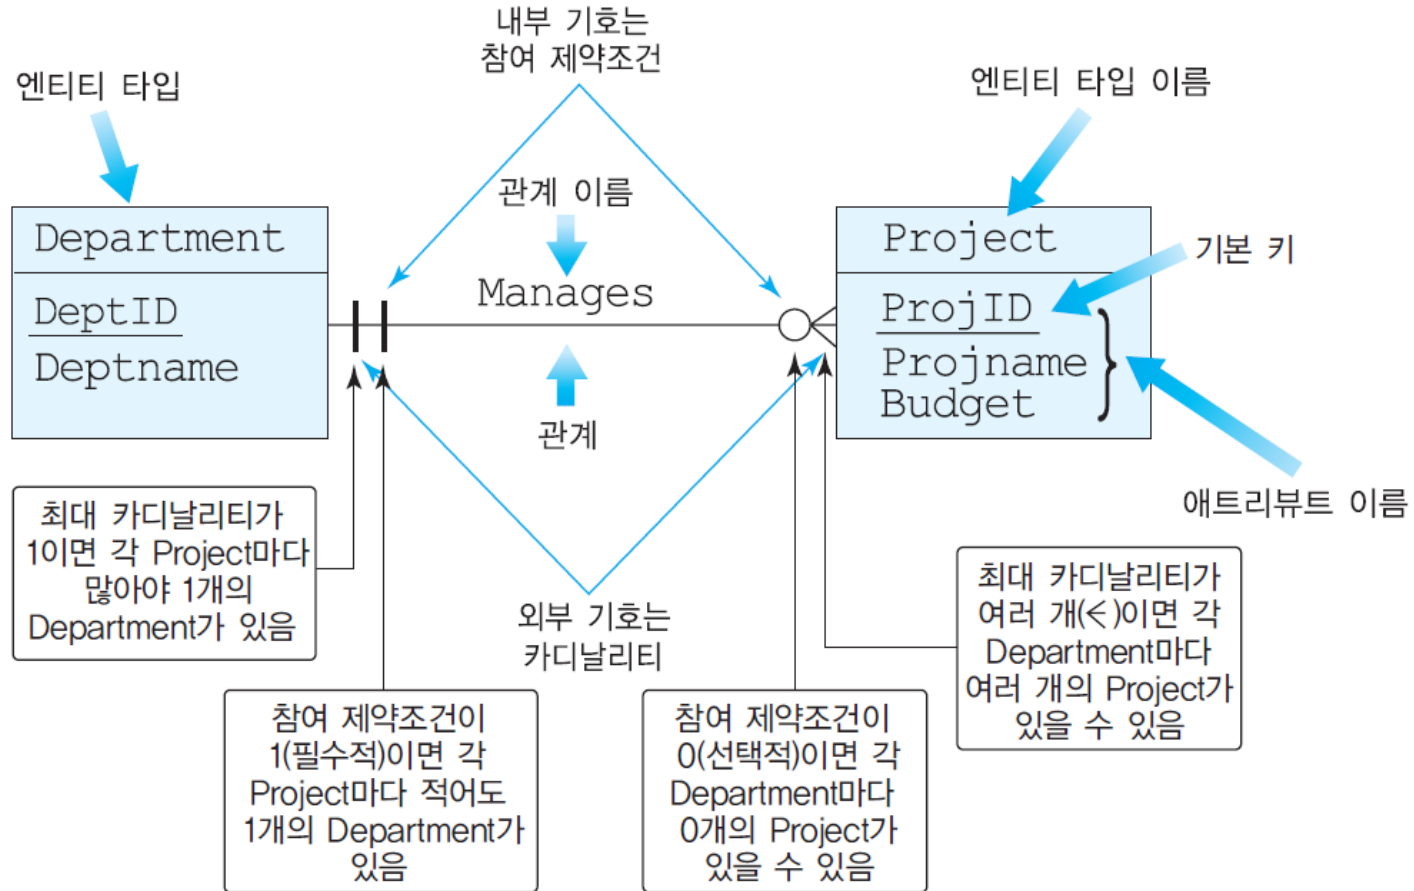 내부 기호는
참여 제약조건
엔티티 타입
엔티티 타입 이름
관계 이름
Department
DeptID
Deptname
Manages
관계
Project
ProjID
Projname
Budget
기본 키
애트리뷰트 이름
최대 카디날리티가
1이면 각 Project마다
많아야 1개의
Department가 있음
외부 기호는
카디날리티
최대 카디날리티가
여러 개(<)이면 각
Department마다
여러 개의 Project가
있을 수 있음
참여 제약조건이
1(필수적)이면 각
Project마다 적어도
1개의 Department가
있음
참여 제약조건이
0(선택적)이면 각
Department마다
0개의 Project가
있을 수 있음